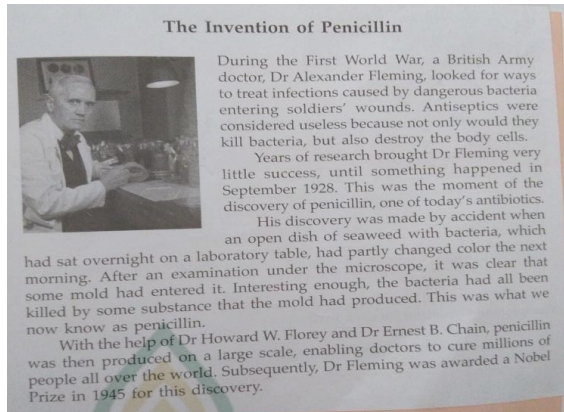 The Invention of Penicillin
During the First World War, a British Army
doctor, Dr Alexander Fleming, looked for ways
to treat infections caused by dangerous bacteria
entering soldiers' wounds. Antiseptics were
considered useless because not only would they
kill bacteria, but also destroy the body cells.
Years of research brought Dr Fleming very
little success, until something happened in
September 1928. This was the moment of the
discovery of penicillin, one of today's antibiotics.
His discovery was made by accident when
an open dish of seaweed with bacteria, which
had sat overnight on a laboratory table, had partly changed color the next
morning. After an examination under the microscope, it was clear that
some mold had entered it. Interesting enough, the bacteria had all been
killed by some substance that the mold had produced. This was what we
now know as penicillin.
With the help of Dr Howard W. Florey and Dr Ernest B. Chain, penicillin
was then produced on a large scale, enabling doctors to cure millions of
people all over the world. Subsequently, Dr Fleming was awarded a Nobel
Prize in 1945 for this discovery.